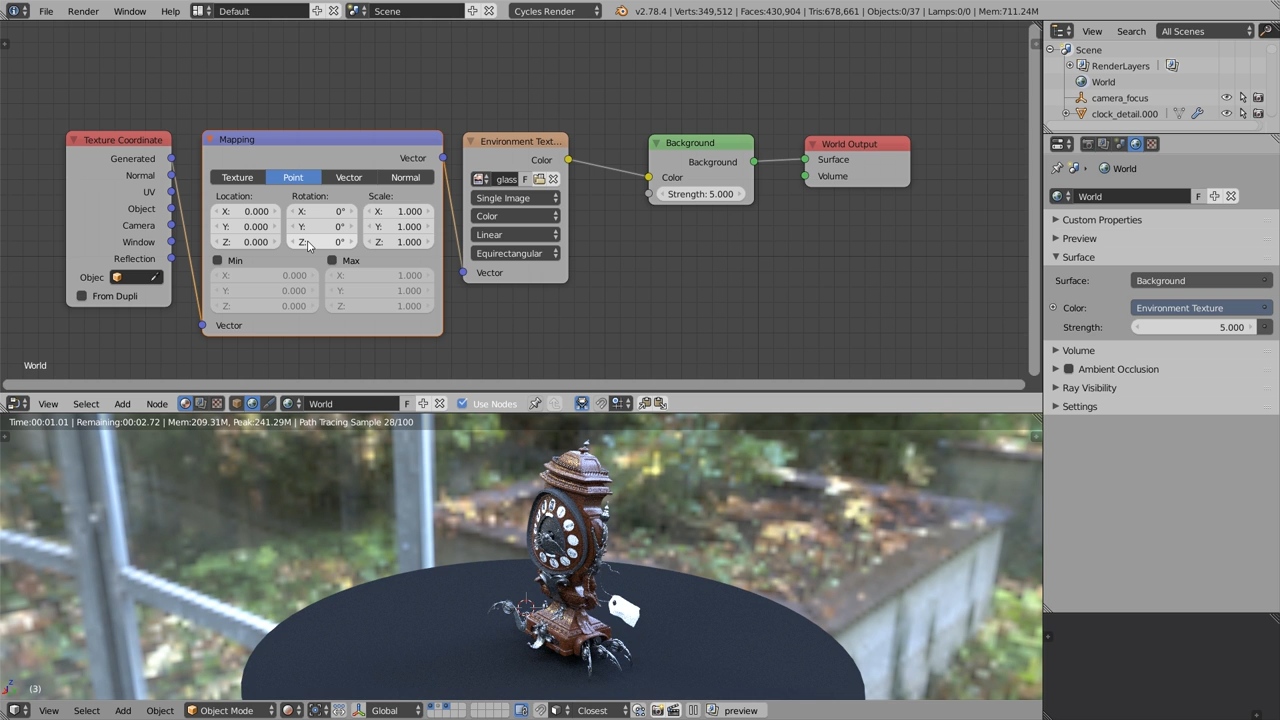 File Render Window Help Default Scene Cycles Render v2.78.4 | Verts:349,512 | Faces:430,904 | Tris:678,661 | Objects:0/37 | Lamps:0/0 | Mem:711.24M
View Search All Scenes
Scene
RenderLayers |
World
camera_focus
clock_detail.000
World
World F
Custom Properties
Preview
Surface
Surface: Background
Color: Environment Texture
Strength: 5.000
Volume
Ambient Occlusion
Ray Visibility
Settings
Texture Coordinate
Generated
Normal
UV
Object
Camera
Window
Reflection
Objec
From Dupli
Mapping
Vector
Texture Point Vector Normal
Location: Rotation: Scale:
X: 0.000 X: 0° X: 1.000
Y: 0.000 Y: 0° Y: 1.000
Z: 0.000 Z: 0° Z: 1.000
Min Max
X: 0.000 X: 1.000
Y: 0.000 Y: 1.000
Z: 0.000 Z: 1.000
Vector
Environment Text...
Color
glass F
Single Image
Color
Linear
Equirectangular
Vector
Background
Background
Color
Strength: 5.000
World Output
Surface
Volume
World
View Select Add Node World F Use Nodes
Time:00:01.01 | Remaining:00:02.72 | Mem:209.31M, Peak:241.29M | Path Tracing Sample 28/100
(3)
View Select Add Object Object Mode Global Closest preview